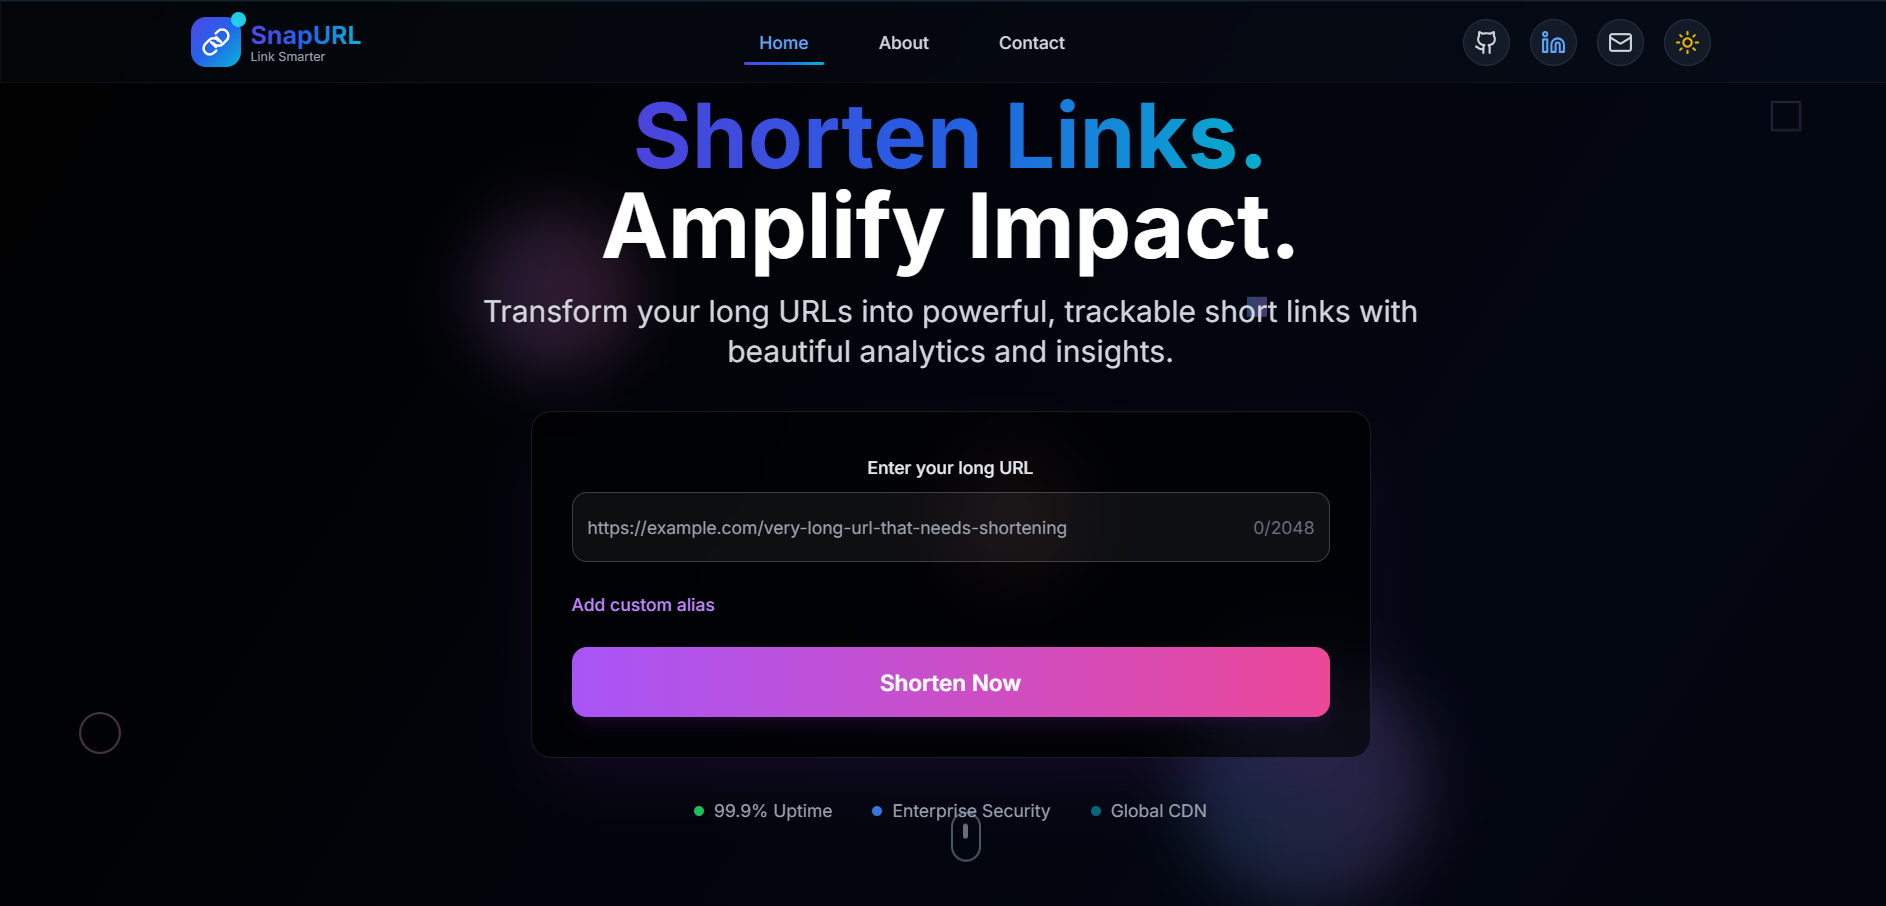 SnapURL
Link Smarter
Home
About
Contact
Shorten Links.
Amplify Impact.
Transform your long URLs into powerful, trackable short links with
beautiful analytics and insights.
Enter your long URL
https://example.com/very-long-url-that-needs-shortening
0/2048
Add custom alias
Shorten Now
99.9% Uptime
Enterprise Security
Global CDN